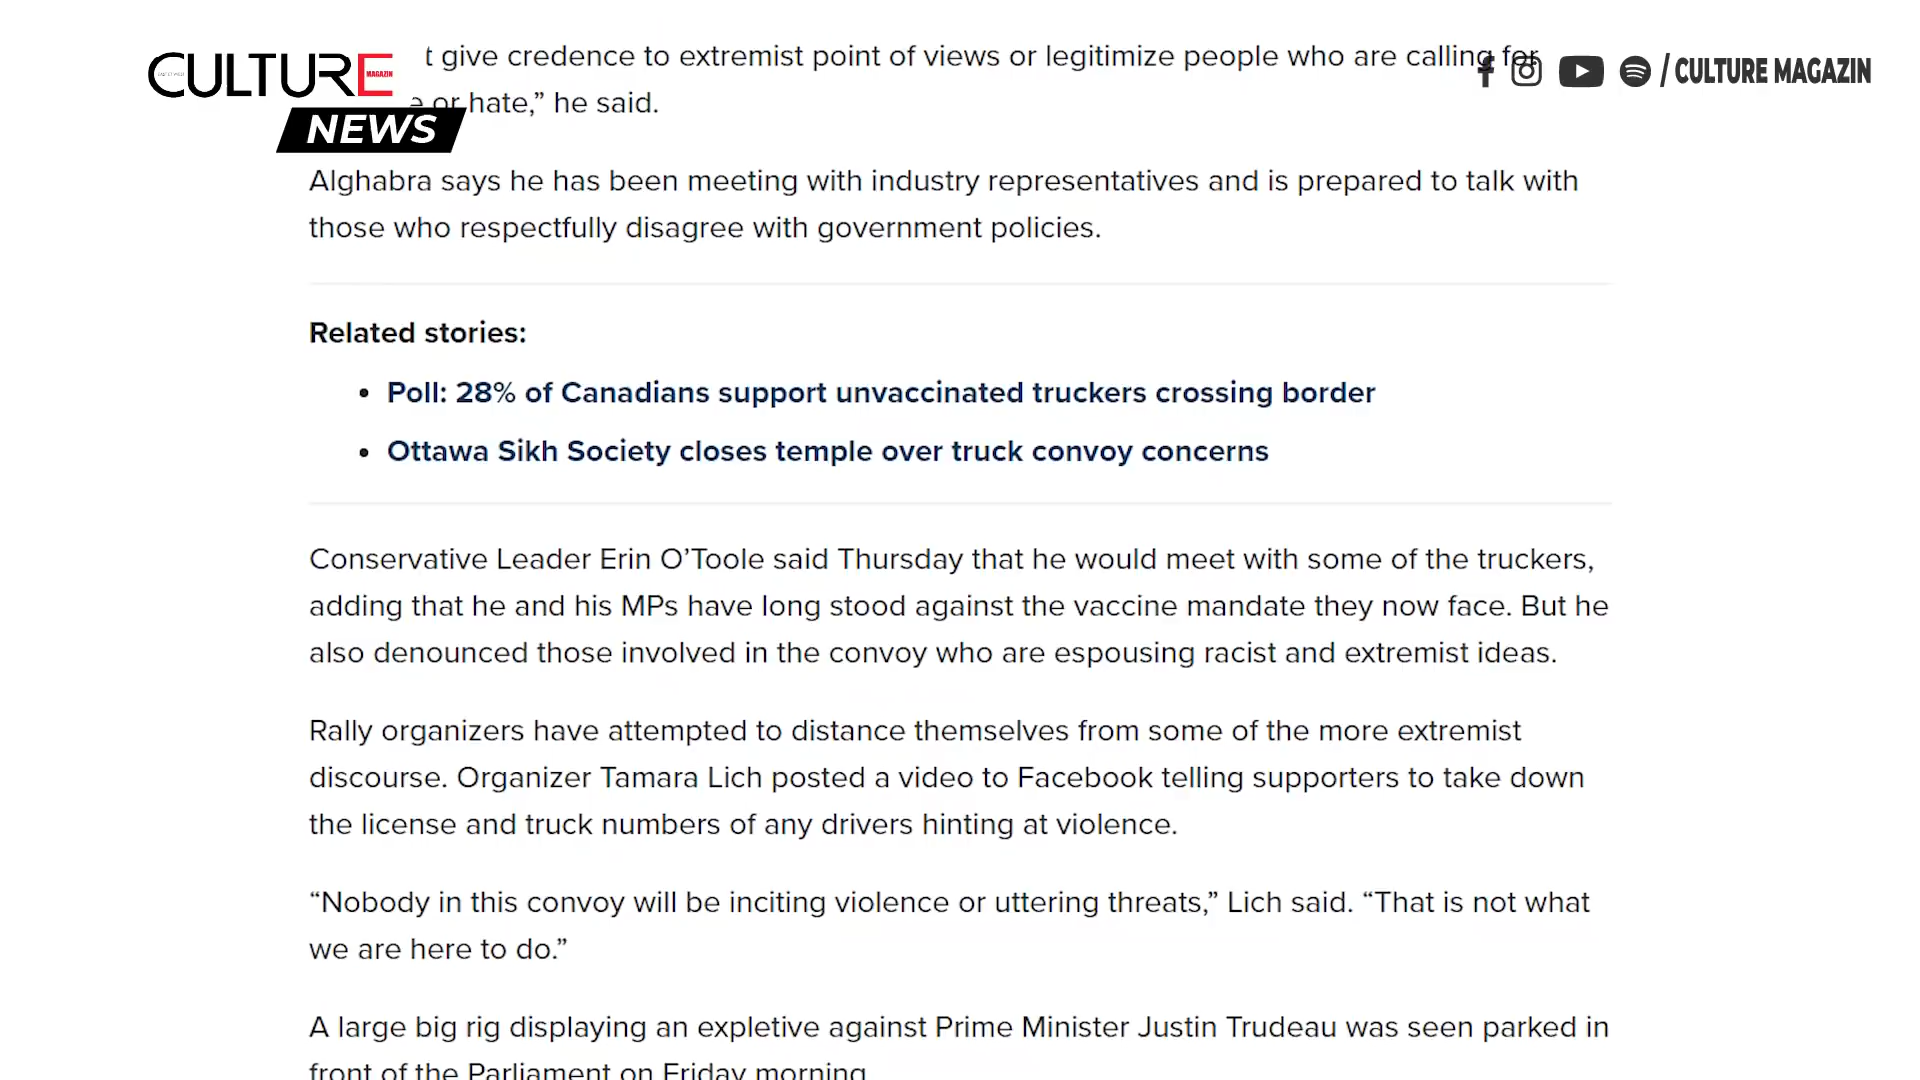 t give credence to extremist point of views or legitimize people who are calling for
or hate,” he said.
CULTURE
MAGAZIN
NEWS
/ CULTURE MAGAZIN
Alghabra says he has been meeting with industry representatives and is prepared to talk with
those who respectfully disagree with government policies.
Related stories:
• Poll: 28% of Canadians support unvaccinated truckers crossing border
• Ottawa Sikh Society closes temple over truck convoy concerns
Conservative Leader Erin O’Toole said Thursday that he would meet with some of the truckers,
adding that he and his MPs have long stood against the vaccine mandate they now face. But he
also denounced those involved in the convoy who are espousing racist and extremist ideas.
Rally organizers have attempted to distance themselves from some of the more extremist
discourse. Organizer Tamara Lich posted a video to Facebook telling supporters to take down
the license and truck numbers of any drivers hinting at violence.
“Nobody in this convoy will be inciting violence or uttering threats,” Lich said. “That is not what
we are here to do.”
A large big rig displaying an expletive against Prime Minister Justin Trudeau was seen parked in
front of the Parliament on Friday morning.